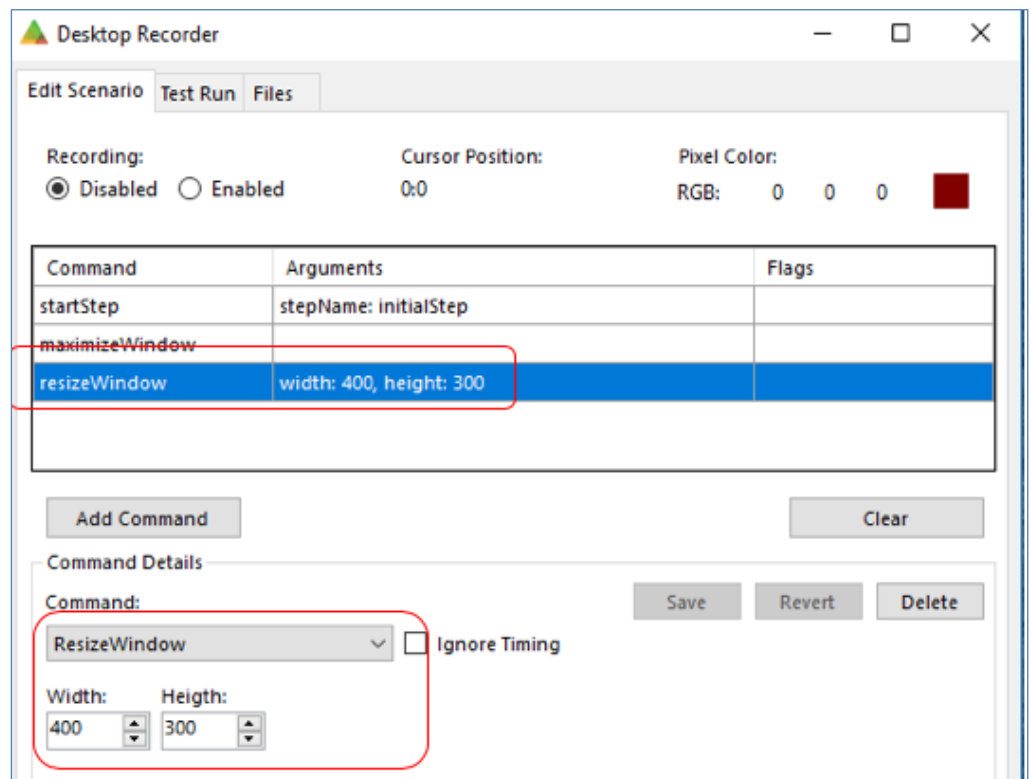 Desktop Recorder
Edit Scenario Test Run Files
Recording: Cursor Position: Pixel Color:
Disabled Enabled 0:0 RGB: 0 0 0
Command Arguments Flags
startStep stepName: initialStep
maximizeWindow
resizeWindow width: 400, height: 300
Add Command Clear
Command Details
Command: Save Revert Delete
ResizeWindow Ignore Timing
Width: Heigth:
400 300